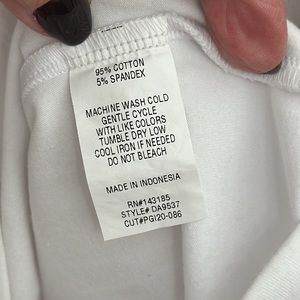 95% COTTON
5% SPANDEX
MACHINE WASH COLD
GENTLE CYCLE
WITH LIKE COLORS
TUMBLE DRY LOW
COOL IRON IF NEEDED
DO NOT BLEACH
MADE IN INDONESIA
RN#143185
STYLE# DA9537
CUT#PGI20-086